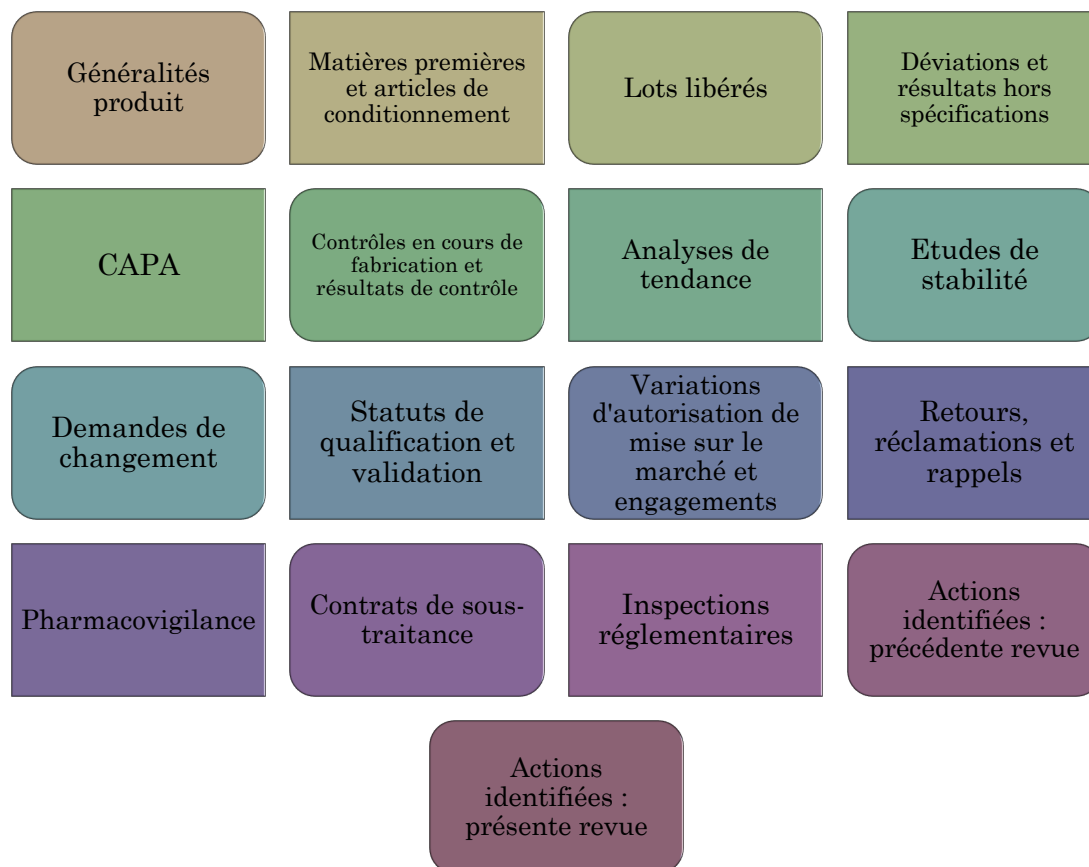 Généralités
produit
Matières premières
et articles de
conditionnement
Lots libérés
Déviations et
résultats hors
spécifications
CAPA
Contrôles en cours de
fabrication et
résultats de contrôle
Analyses de
tendance
Etudes de
stabilité
Demandes de
changement
Statuts de
qualification et
validation
Variations
d'autorisation de
mise sur le
marché et
engagements
Retours,
réclamations et
rappels
Pharmacovigilance
Contrats de sous-
traitance
Inspections
réglementaires
Actions
identifiées :
précédente revue
Actions
identifiées :
présente revue